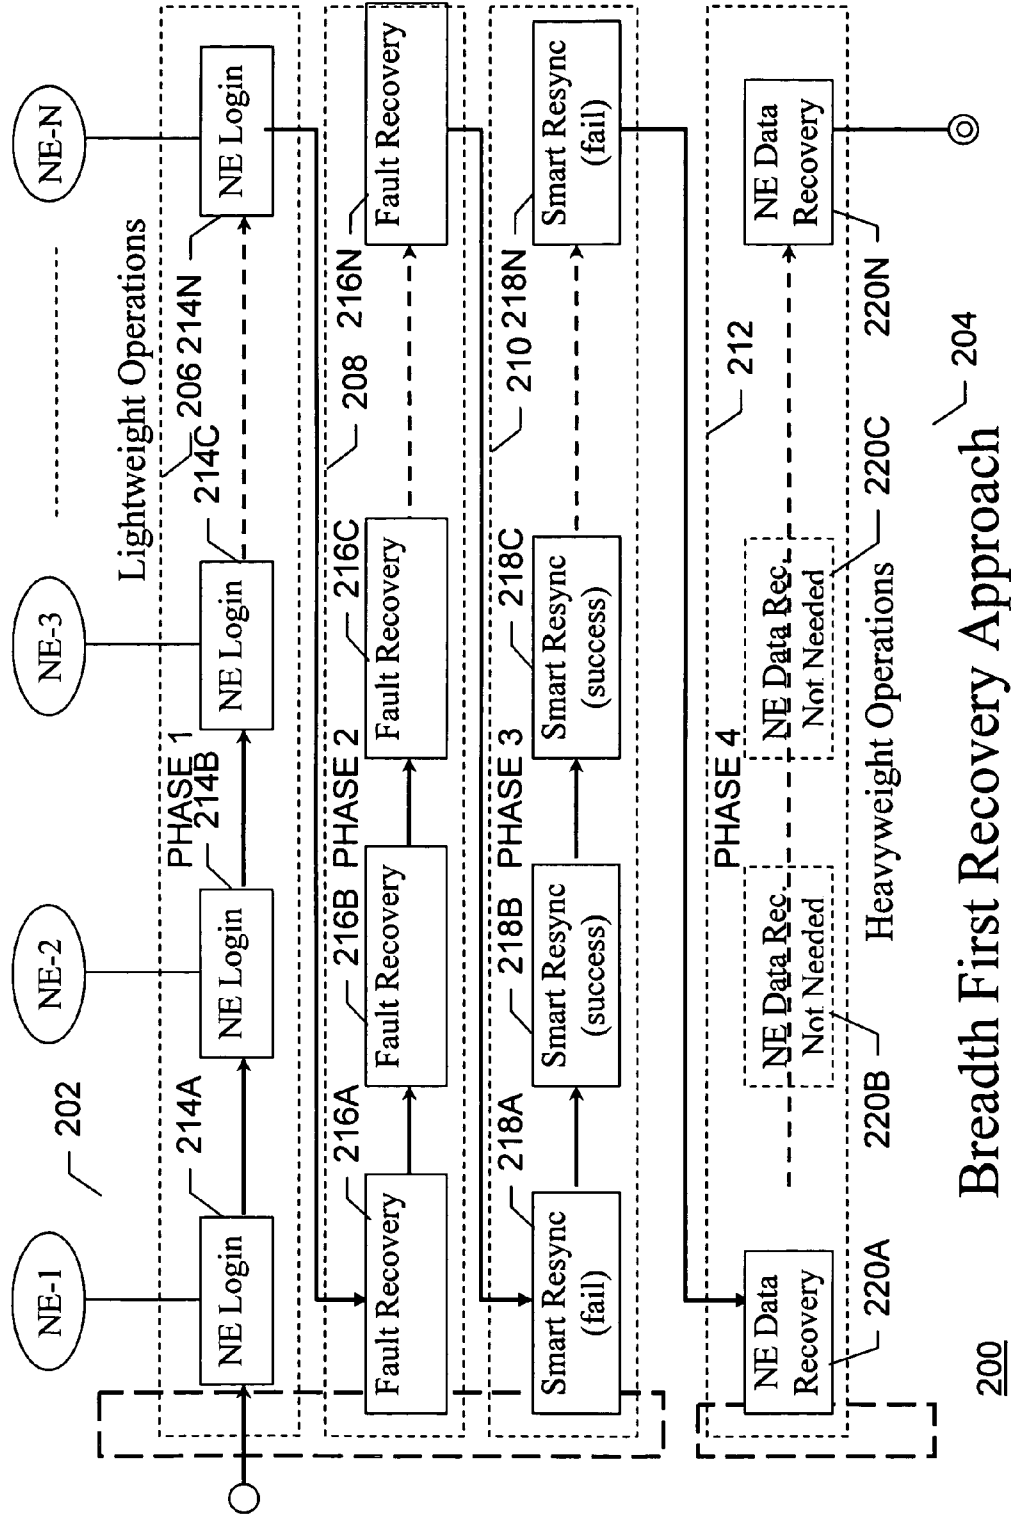 NE-1
NE-2
NE-3
NE-N
202
Lightweight Operations
206
PHASE 1
214A
214B
214C
214N
NE Login
NE Login
NE Login
NE Login
208
PHASE 2
216A
216B
216C
216N
Fault Recovery
Fault Recovery
Fault Recovery
Fault Recovery
210
PHASE 3
218A
218B
218C
218N
Smart Resync
(fail)
Smart Resync
(success)
Smart Resync
(success)
Smart Resync
(fail)
212
PHASE 4
NE Data
Recovery
NE Data Rec.
Not Needed
NE Data Rec.
Not Needed
NE Data
Recovery
220A
220B
220C
220N
Heavyweight Operations
204
200
Breadth First Recovery Approach